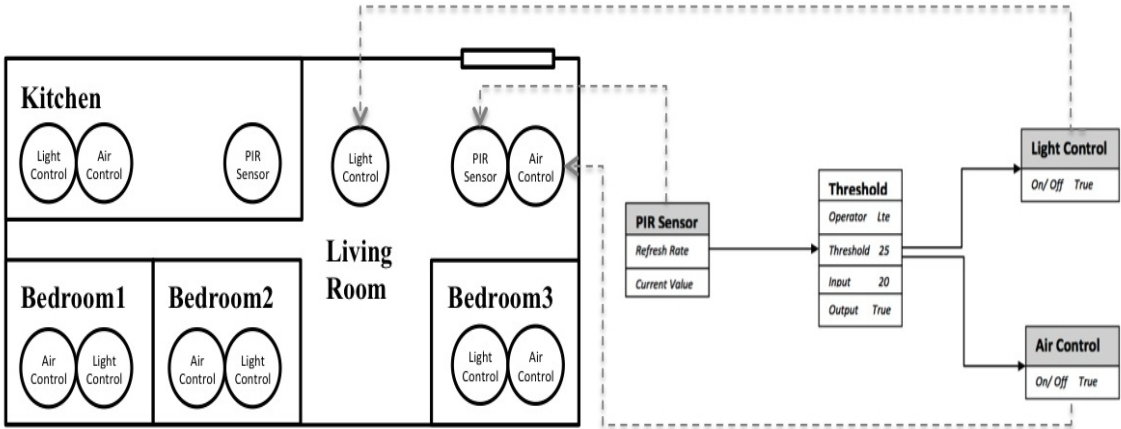 Kitchen
Light
Control
Air
Control
PIR
Sensor
Light
Control
PIR
Sensor
Air
Control
Living
Room
Bedroom1
Air
Control
Light
Control
Bedroom2
Air
Control
Light
Control
Bedroom3
Light
Control
Air
Control
PIR Sensor
Refresh Rate
Current Value
Threshold
Operator Lte
Threshold 25
Input 20
Output True
Light Control
On/ Off True
Air Control
On/ Off True